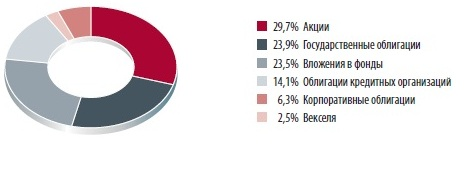 29,7% Акции
23,9% Государственные облигации
23,5% Вложения в фонды
14,1% Облигации кредитных организаций
6,3% Корпоративные облигации
2,5% Векселя